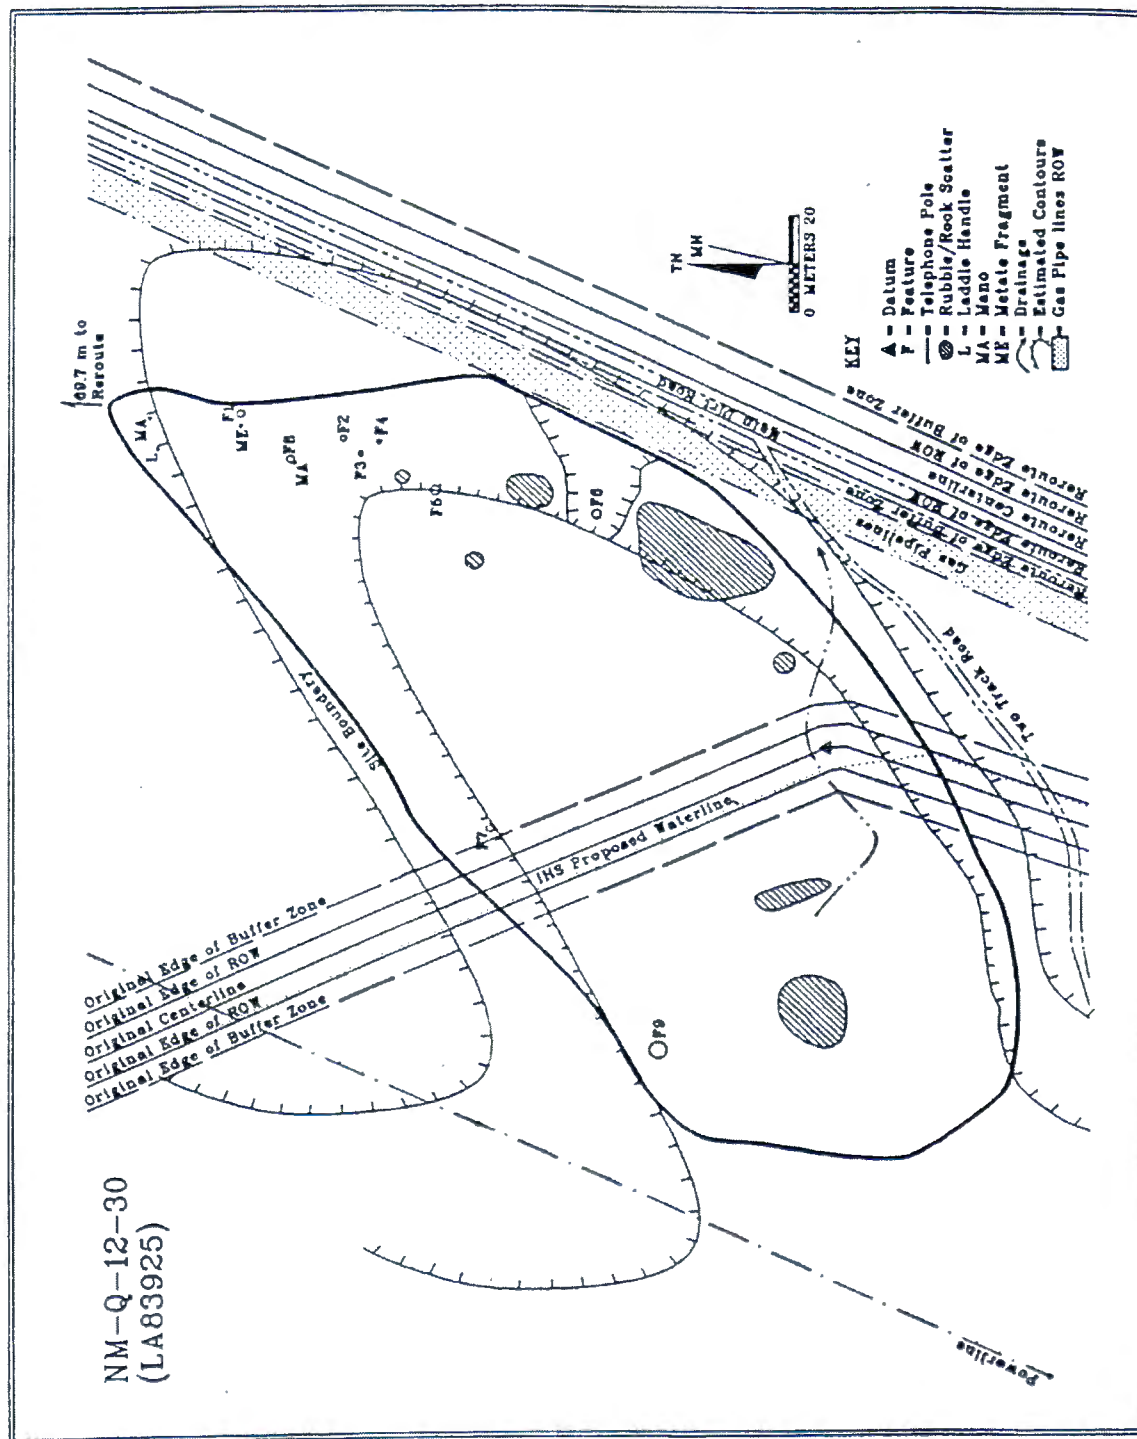 NM-Q-12-30
(LA83925)
69.7 m to
Reroute
MA
L
F1
ME
F8
MA
F2
F3
F4
F5
F6
F7
F9
Site Boundary
IHS Proposed Waterline
Original Edge of Buffer Zone
Original Edge of ROW
Original Centerline
Original Edge of ROW
Original Edge of Buffer Zone
Powerline
Two Track Road
Main Dirt Road
Gas Pipelines
Reroute Edge of Buffer Zone
Reroute Edge of ROW
Reroute Centerline
Reroute Edge of ROW
Reroute Edge of Buffer Zone
TN MN
0 METERS 20
KEY
▲ - Datum
F - Feature
- Telephone Pole
- Rubble/Rock Scatter
L - Laddle Handle
MA - Mano
ME - Metate Fragment
- Drainage
- Estimated Contours
- Gas Pipe lines ROW